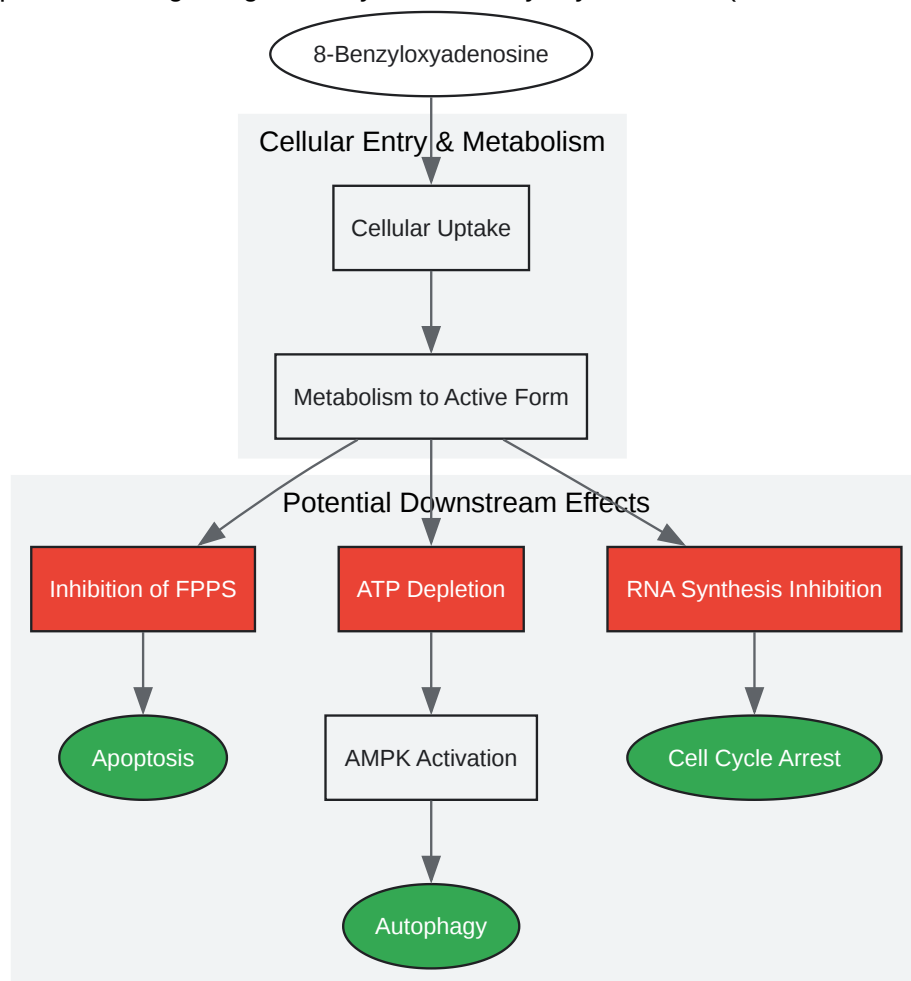 8-Benzyloxyadenosine
Cellular Entry & Metabolism
Cellular Uptake
Metabolism to Active Form
Potential Downstream Effects
Inhibition of FPPS
ATP Depletion
RNA Synthesis Inhibition
Apoptosis
AMPK Activation
Cell Cycle Arrest
Autophagy